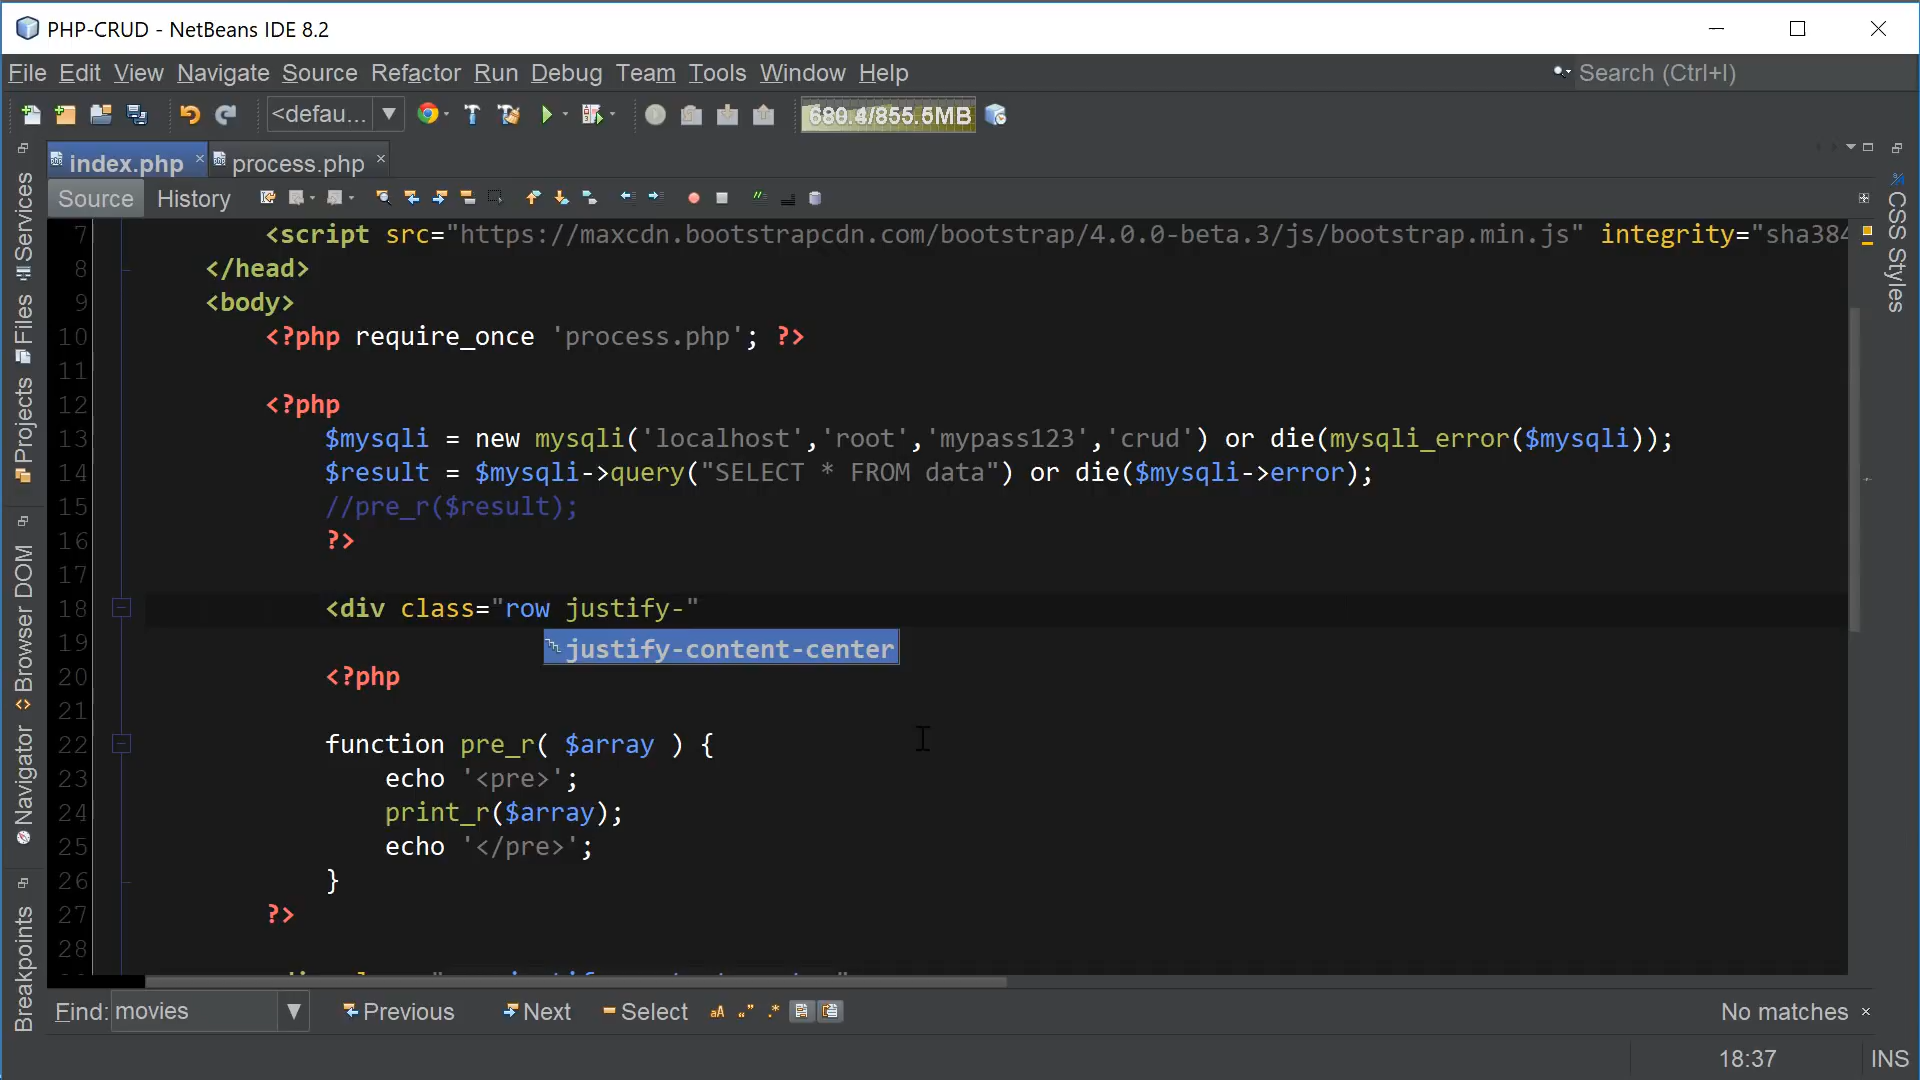 PHP-CRUD - NetBeans IDE 8.2
File Edit View Navigate Source Refactor Run Debug Team Tools Window Help
Search (Ctrl+I)
<defau...
680.4/855.5MB
index.php
process.php
Source History
7 <script src="https://maxcdn.bootstrapcdn.com/bootstrap/4.0.0-beta.3/js/bootstrap.min.js" integrity="sha384
8 </head>
9 <body>
10 <?php require_once 'process.php'; ?>
11
12 <?php
13 $mysqli = new mysqli('localhost','root','mypass123','crud') or die(mysqli_error($mysqli));
14 $result = $mysqli->query("SELECT * FROM data") or die($mysqli->error);
15 //pre_r($result);
16 ?>
17
18 <div class="row justify-"
19 justify-content-center
20 <?php
21
22 function pre_r( $array ) {
23 echo '<pre>';
24 print_r($array);
25 echo '</pre>';
26 }
27 ?>
28
Services
Files
Projects
Browser DOM
Navigator
Breakpoints
CSS Styles
Find: movies
Previous
Next
Select
No matches
18:37
INS